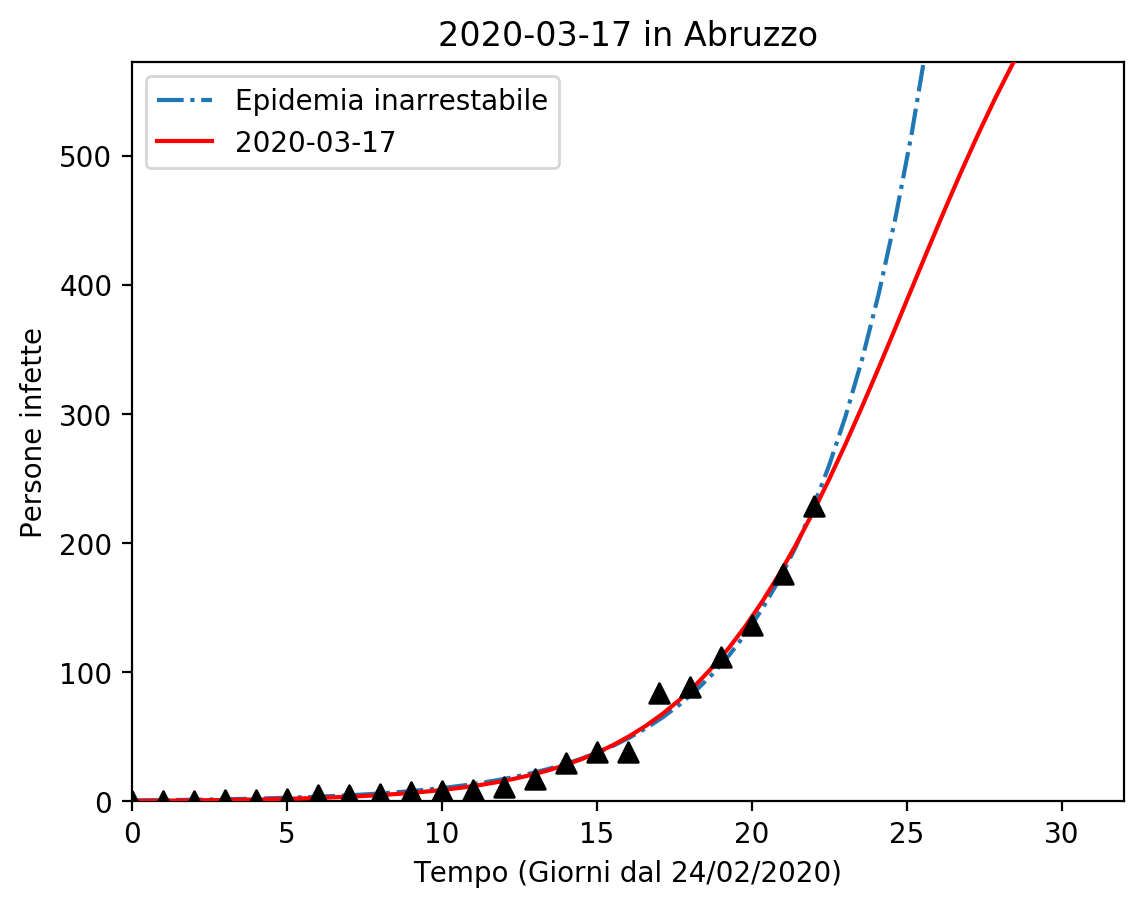 2020-03-17 in Abruzzo
Epidemia inarrestabile
2020-03-17
500
400
300
200
100
0
Persone infette
0 5 10 15 20 25 30
Tempo (Giorni dal 24/02/2020)